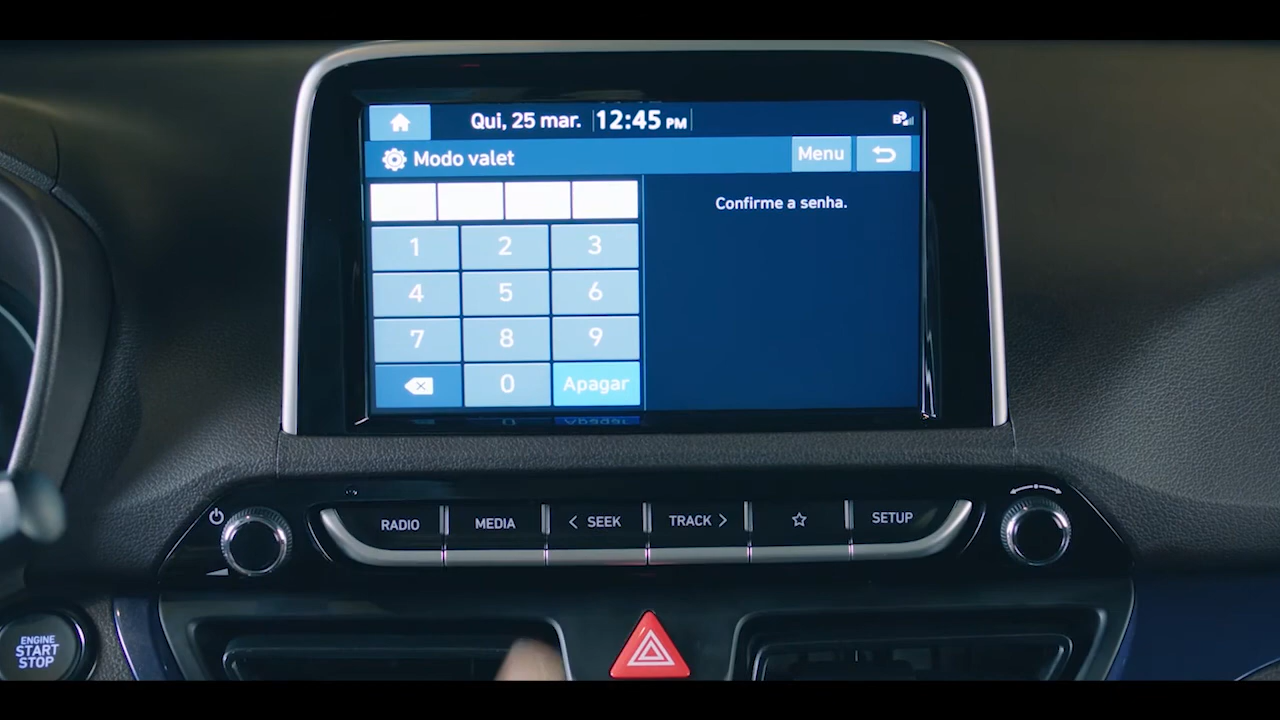 Qui, 25 mar. 12:45 PM
Modo valet
Menu
Confirme a senha.
1 2 3
4 5 6
7 8 9
0 Apagar
RADIO MEDIA SEEK TRACK SETUP
ENGINE
START
STOP